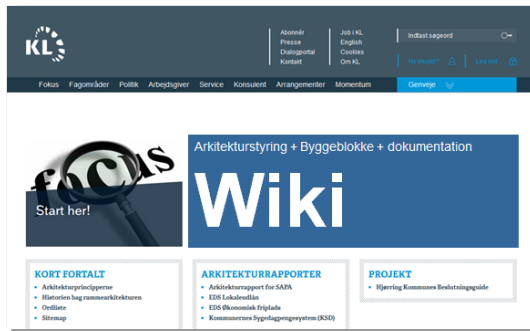 KL
Abonnér
Presse
Dialogportal
Kontakt
Job i KL
English
Cookies
Om KL
Indtast søgeord
Ny bruger?
Log ind
Fokus Fagområder Politik Arbejdsgiver Service Konsulent Arrangementer Momentum
Genveje
focus
Start her!
Arkitekturstyring + Byggeblokke + dokumentation
Wiki
KORT FORTALT
• Arkitekturprincipperne
• Historien bag rammearkitekturen
• Ordliste
• Sitemap
ARKITEKTURRAPPORTER
• Arkitekturrapport for SAPA
• EDS Lokaleudlån
• EDS Økonomisk friplads
• Kommunernes Sygedagpengesystem (KSD)
PROJEKT
• Hjørring Kommunes Beslutningsguide